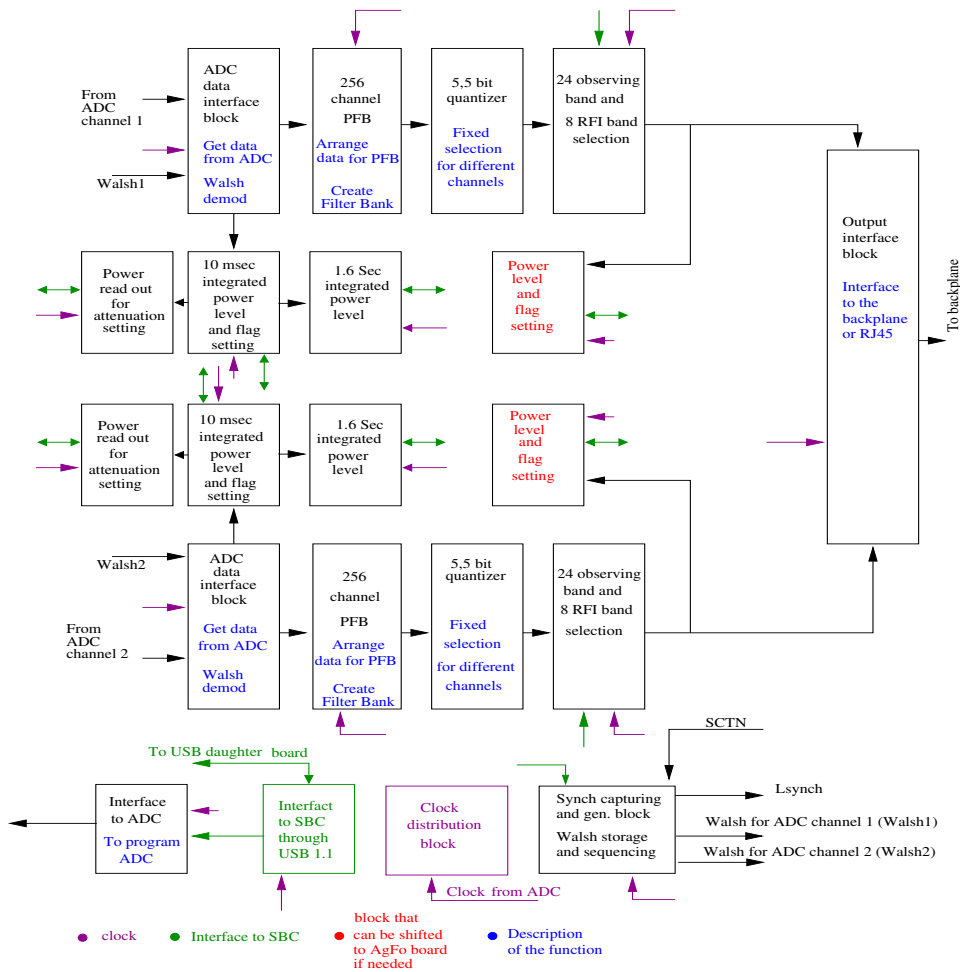 From
ADC
channel 1
Walsh1
ADC
data
interface
block
Get data
from ADC
Walsh
demod
256
channel
PFB
Arrange
data for PFB
Create
Filter Bank
5,5 bit
quantizer
Fixed
selection
for different
channels
24 observing
band and
8 RFI band
selection
Output
interface
block
Interface
to the
backplane
or RJ45
To backplane
Power
read out
for
attenuation
setting
10 msec
integrated
power
level
and flag
setting
1.6 Sec
integrated
power
level
Power
level
and
flag
setting
Power
read out
for
attenuation
setting
10 msec
integrated
power
level
and flag
setting
1.6 Sec
integrated
power
level
Power
level
and
flag
setting
Walsh2
From
ADC
channel 2
ADC
data
interface
block
Get data
from ADC
Walsh
demod
256
channel
PFB
Arrange
data for PFB
Create
Filter Bank
5,5 bit
quantizer
Fixed
selection
for different
channels
24 observing
band and
8 RFI band
selection
To USB daughter board
Interface
to ADC
To program
ADC
Interfact
to SBC
through
USB 1.1
Clock
distribution
block
Clock from ADC
SCTN
Synch capturing
and gen. block
Walsh storage
and sequencing
Lsynch
Walsh for ADC channel 1 (Walsh1)
Walsh for ADC channel 2 (Walsh2)
clock
Interface to SBC
block that
can be shifted
to AgFo board
if needed
Description
of the function